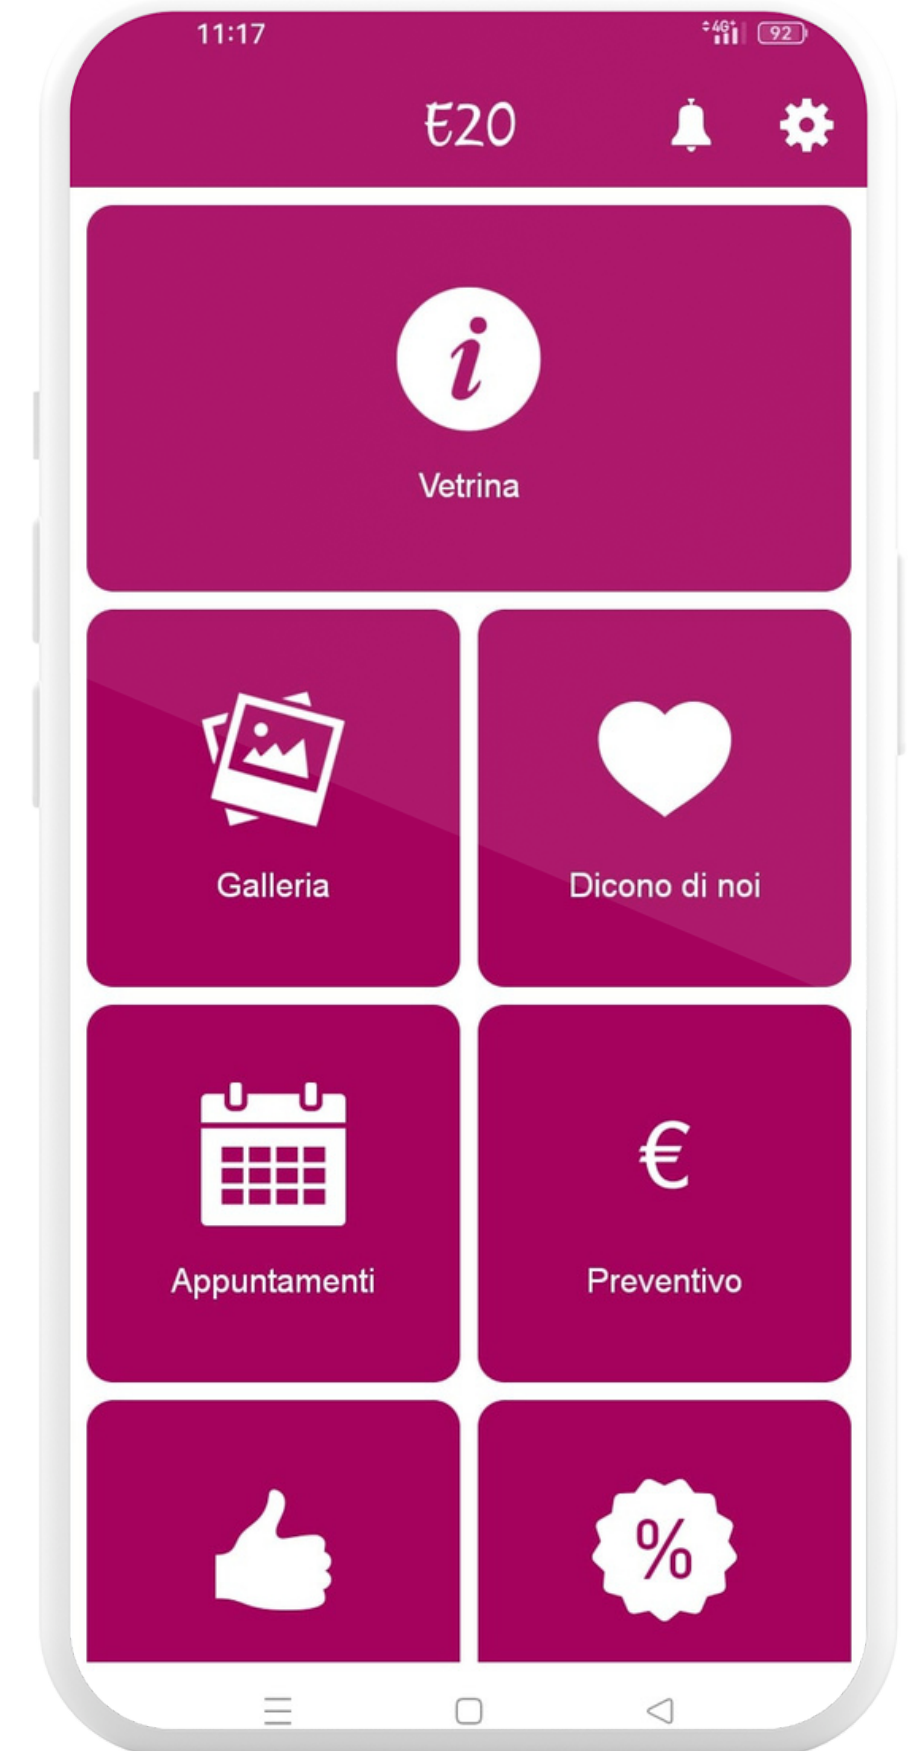 11:17
4G+ 92
E20
i
Vetrina
Galleria
Dicono di noi
€
Appuntamenti
Preventivo
%